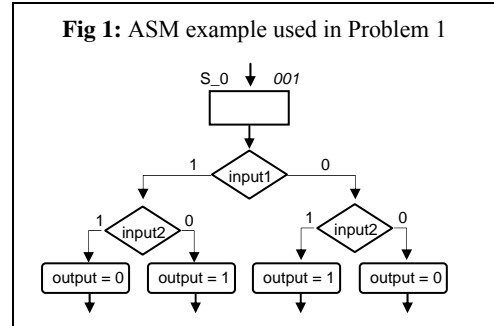 Fig 1: ASM example used in Problem 1
S_0 001
1 input1 0
1 input2 0 1 input2 0
output = 0 output = 1 output = 1 output = 0